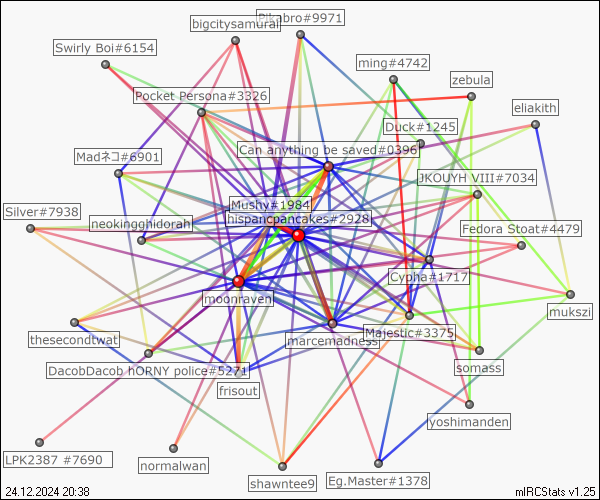 Pikabro#9971
bigcitysamurai
Swirly Boi#6154
ming#4742
zebula
Pocket Persona#3326
eliakith
Duck#1245
Can anything be saved#0396
Madネコ#6901
JKOUYH VIII#7034
Mushy#1984
Silver#7938
neokingghidorah
hispanicpancakes#2928
Fedora Stoat#4479
Cypha#1717
moonraven
mukszi
thesecondtwat
marcemadness
Majestic#3375
DacobDacob
hORNY police#5271
somass
frisout
yoshimanden
LPK2387 #7690
normalwan
shawntee9
Eg.Master#1378
24.12.2024 20:38
mIRCStats v1.25